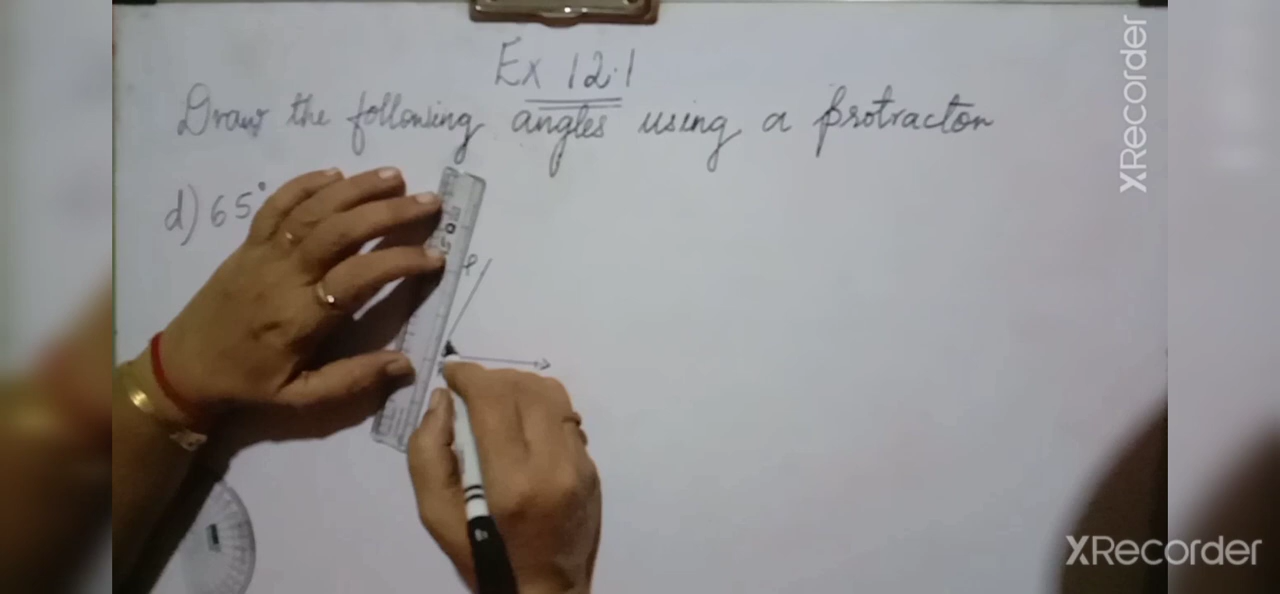 Ex 12.1
Draw the following angles using a protractor
d) 65°
P
XRecorder
XRecorder